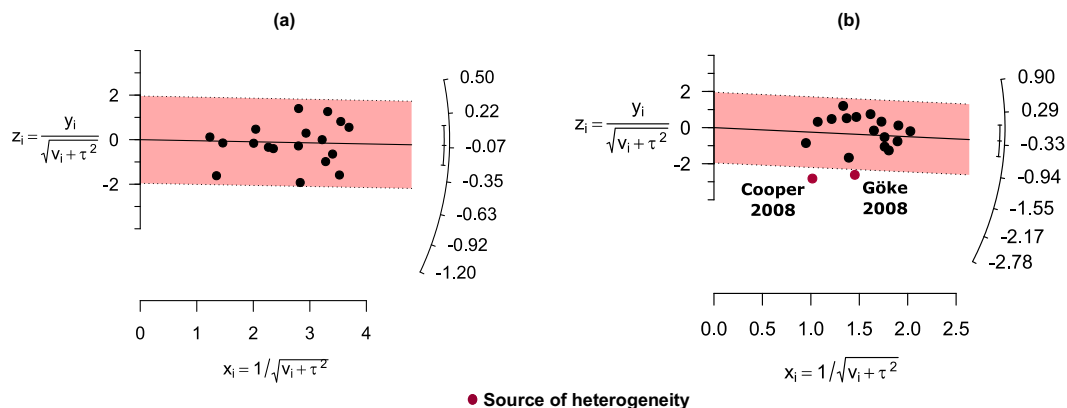 (a)
z_i = y_i / √(v_i + τ²)
2
0
-2
0.50
0.22
-0.07
-0.35
-0.63
-0.92
-1.20
0 1 2 3 4
x_i = 1/√(v_i + τ²)
(b)
z_i = y_i / √(v_i + τ²)
2
0
-2
Cooper
2008
Göke
2008
0.90
0.29
-0.33
-0.94
-1.55
-2.17
-2.78
0.0 0.5 1.0 1.5 2.0 2.5
x_i = 1/√(v_i + τ²)
Source of heterogeneity